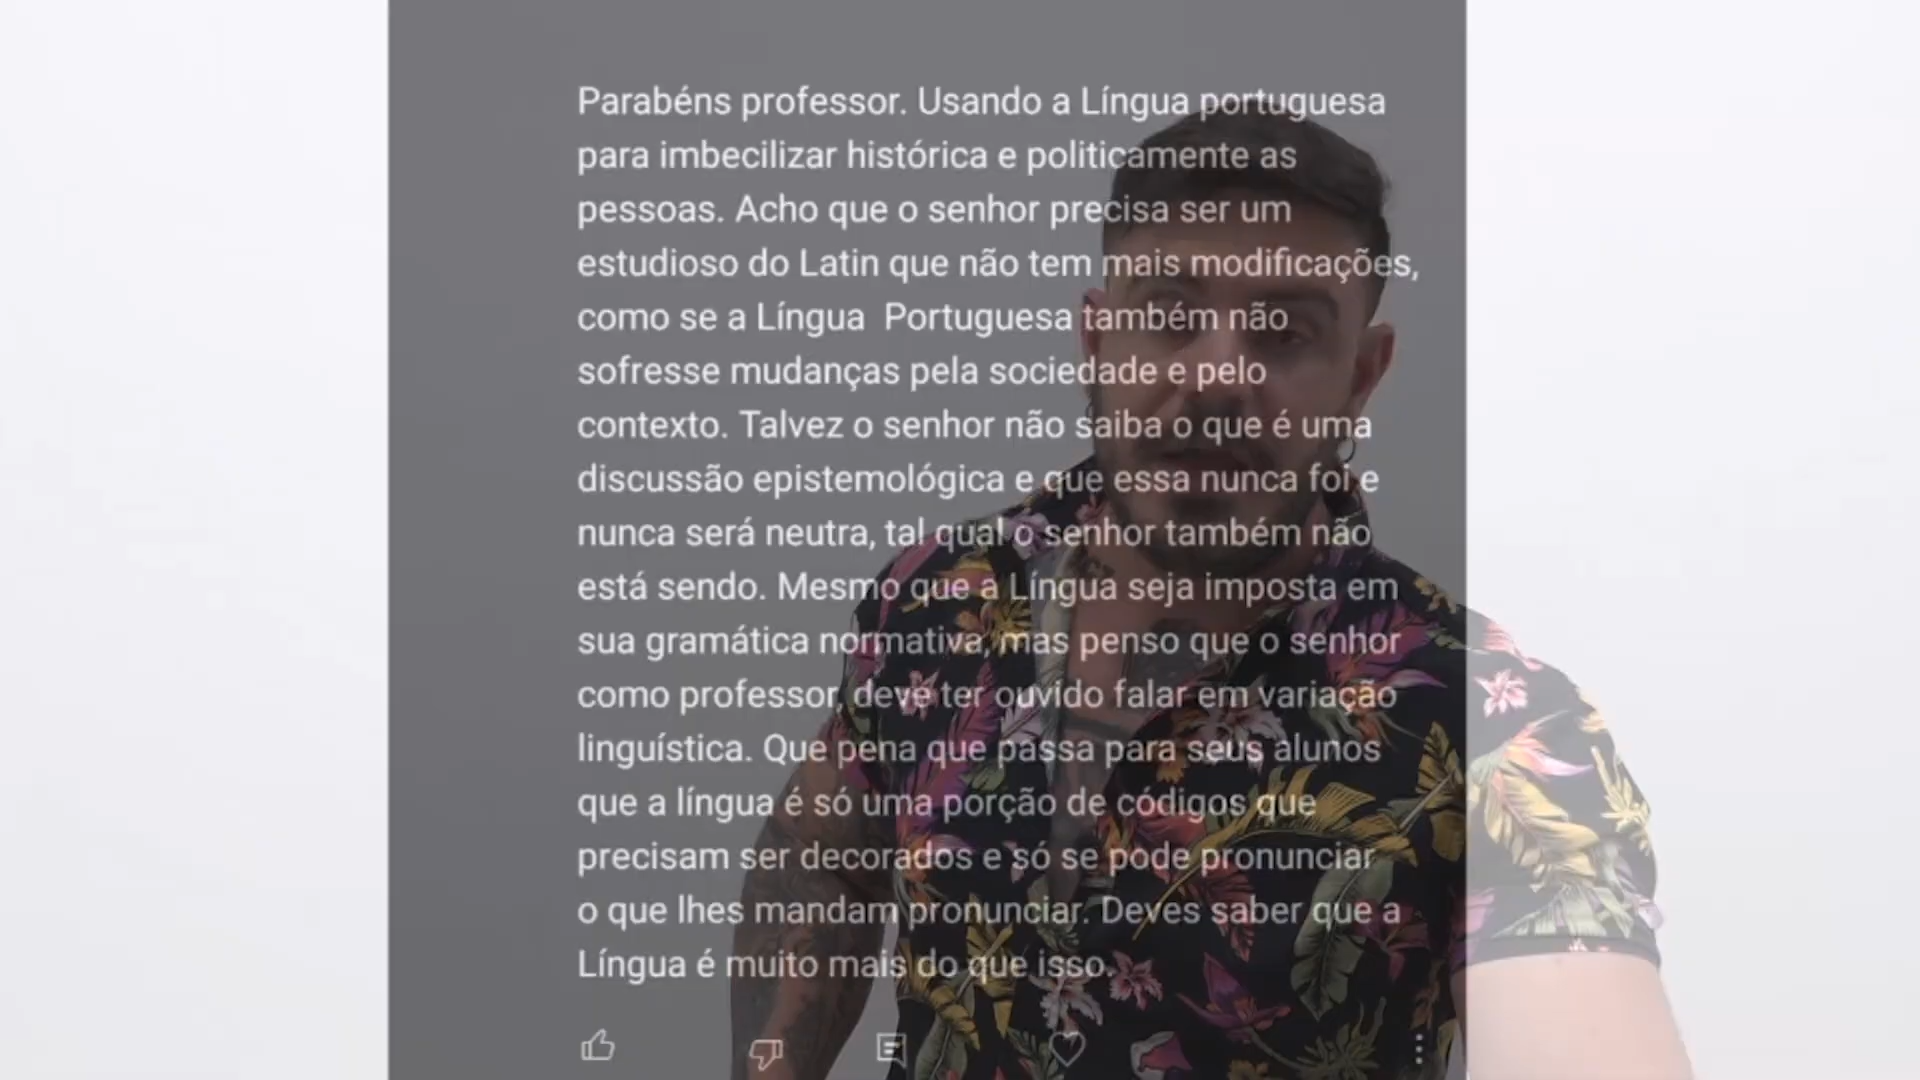 Parabéns professor. Usando a Língua portuguesa
para imbecilizar histórica e politicamente as
pessoas. Acho que o senhor precisa ser um
estudioso do Latin que não tem mais modificações,
como se a Língua  Portuguesa também não
sofresse mudanças pela sociedade e pelo
contexto. Talvez o senhor não saiba o que é uma
discussão epistemológica e que essa nunca foi e
nunca será neutra, tal qual o senhor também não
está sendo. Mesmo que a Língua seja imposta em
sua gramática normativa, mas penso que o senhor
como professor, deve ter ouvido falar em variação
linguística. Que pena que passa para seus alunos
que a língua é só uma porção de códigos que
precisam ser decorados e só se pode pronunciar
o que lhes mandam pronunciar. Deves saber que a
Língua é muito mais do que isso.